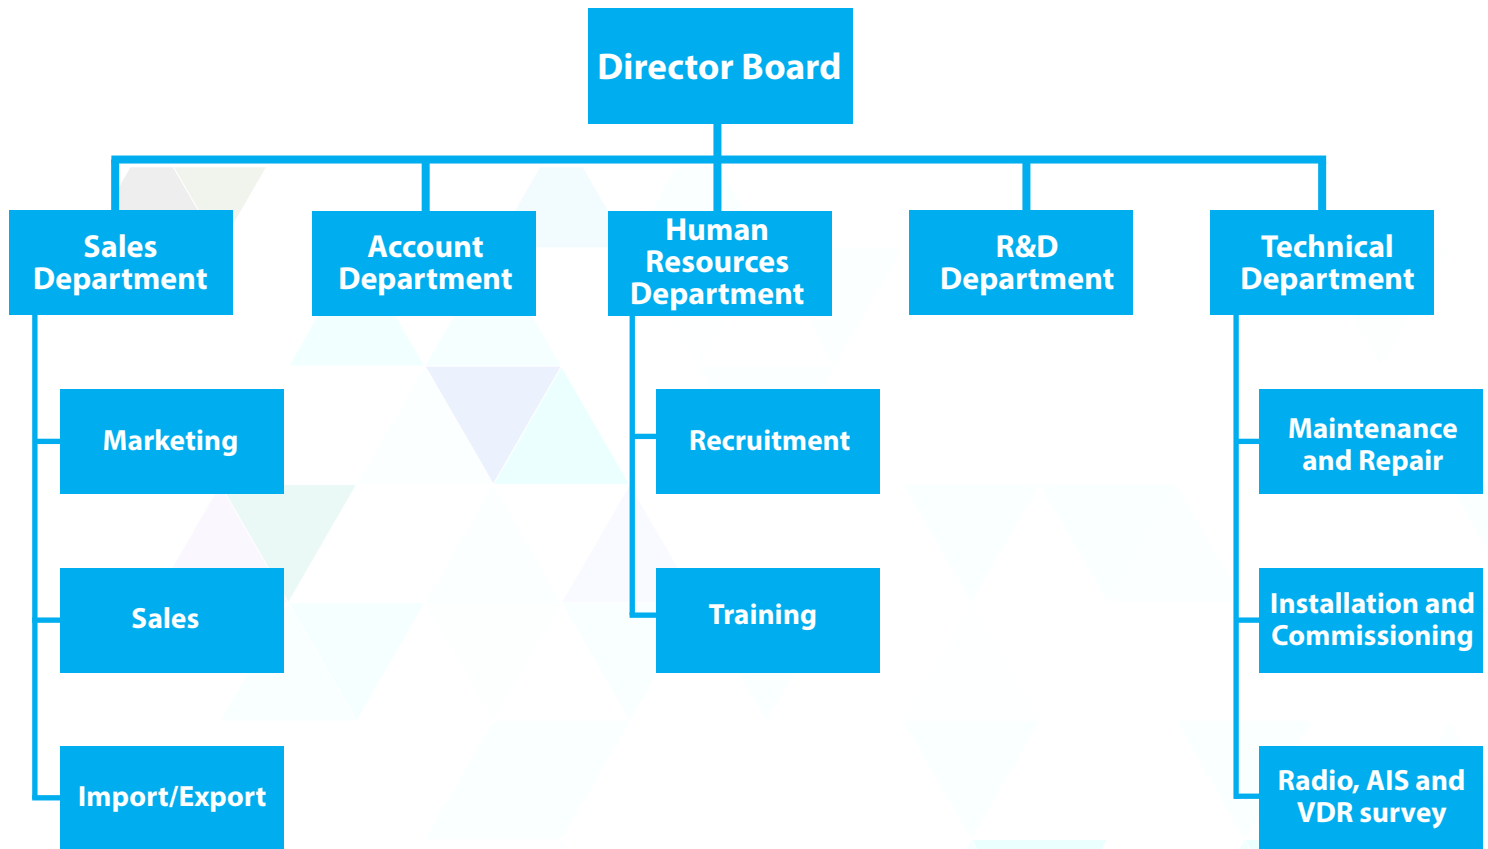 Director Board
Sales
Department
Account
Department
Human
Resources
Department
R&D
Department
Technical
Department
Marketing
Recruitment
Maintenance
and Repair
Sales
Training
Installation and
Commissioning
Import/Export
Radio, AIS and
VDR survey